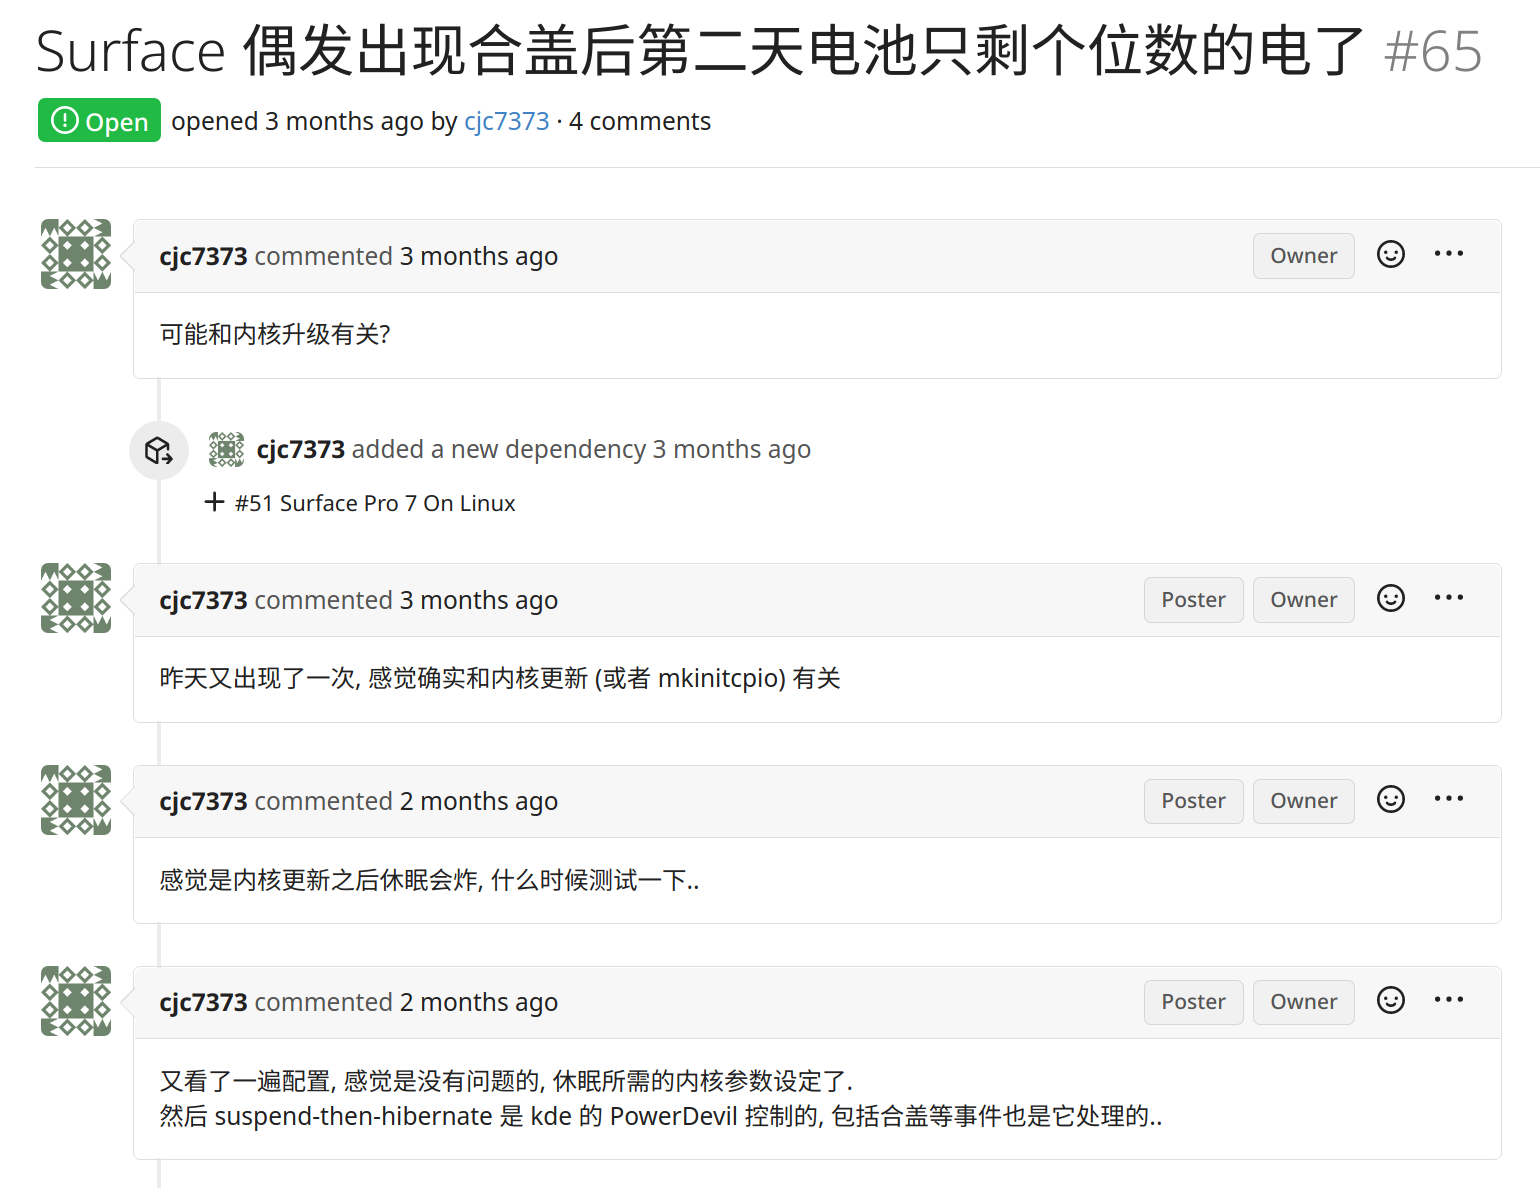 Surface 偶发出现合盖后第二天电池只剩个位数的电了 #65
Open opened 3 months ago by cjc7373 · 4 comments
cjc7373 commented 3 months ago Owner
可能和内核升级有关?
cjc7373 added a new dependency 3 months ago
#51 Surface Pro 7 On Linux
cjc7373 commented 3 months ago Poster Owner
昨天又出现了一次, 感觉确实和内核更新 (或者 mkinitcpio) 有关
cjc7373 commented 2 months ago Poster Owner
感觉是内核更新之后休眠会炸, 什么时候测试一下..
cjc7373 commented 2 months ago Poster Owner
又看了一遍配置, 感觉是没有问题的, 休眠所需的内核参数设定了.
然后 suspend-then-hibernate 是 kde 的 PowerDevil 控制的, 包括合盖等事件也是它处理的..